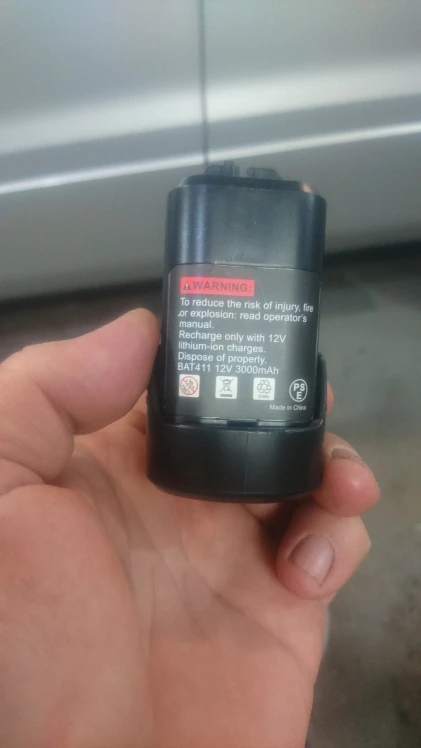 WARNING:
To reduce the risk of injury, fire
or explosion: read operator's
manual.
Recharge only with 12V
lithium-ion charges.
Dispose of properly.
BAT411 12V 3000mAh
PS
E
Made in China